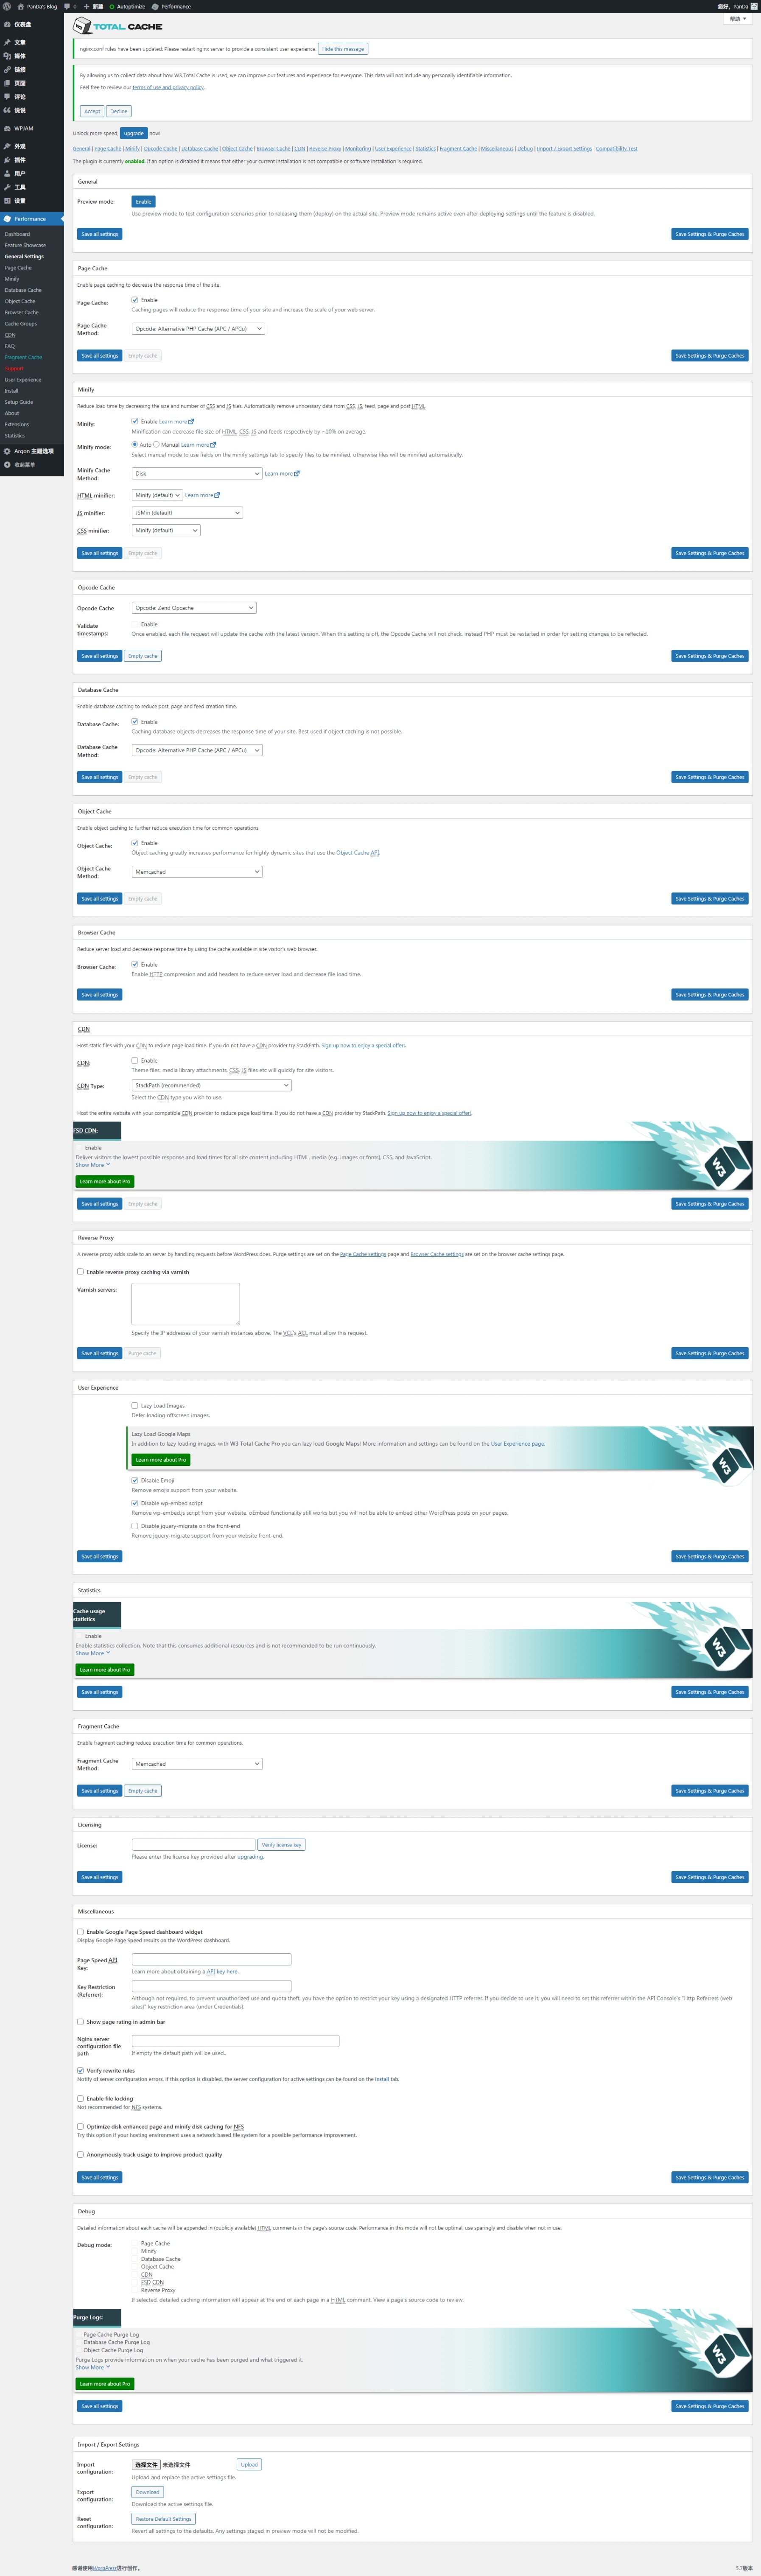 PanDa's Blog 0 新建 Autoptimize Performance 您好，PanDa
仪表盘
文章
媒体
链接
页面
评论
说说
WPJAM
外观
插件
用户
工具
设置
Performance
Dashboard
Feature Showcase
General Settings
Page Cache
Minify
Database Cache
Object Cache
Browser Cache
Cache Groups
CDN
FAQ
Fragment Cache
Support
User Experience
Install
Setup Guide
About
Extensions
Statistics
Argon 主题选项
收起菜单
帮助
W3 TOTAL CACHE
nginx.conf rules have been updated. Please restart nginx server to provide a consistent user experience. Hide this message
By allowing us to collect data about how W3 Total Cache is used, we can improve our features and experience for everyone. This data will not include any personally identifiable information.
Feel free to review our terms of use and privacy policy.
Accept Decline
Unlock more speed, upgrade now!
General | Page Cache | Minify | Opcode Cache | Database Cache | Object Cache | Browser Cache | CDN | Reverse Proxy | Monitoring | User Experience | Statistics | Fragment Cache | Miscellaneous | Debug | Import / Export Settings | Compatibility Test
The plugin is currently enabled. If an option is disabled it means that either your current installation is not compatible or software installation is required.
General
Preview mode: Enable
Use preview mode to test configuration scenarios prior to releasing them (deploy) on the actual site. Preview mode remains active even after deploying settings until the feature is disabled.
Save all settings Save Settings & Purge Caches
Page Cache
Enable page caching to decrease the response time of the site.
Page Cache: Enable
Caching pages will reduce the response time of your site and increase the scale of your web server.
Page Cache Method: Opcode: Alternative PHP Cache (APC / APCu)
Save all settings Empty cache Save Settings & Purge Caches
Minify
Reduce load time by decreasing the size and number of CSS and JS files. Automatically remove unncessary data from CSS, JS, feed, page and post HTML.
Minify: Enable Learn more
Minification can decrease file size of HTML, CSS, JS and feeds respectively by ~10% on average.
Minify mode: Auto Manual Learn more
Select manual mode to use fields on the minify settings tab to specify files to be minified, otherwise files will be minified automatically.
Minify Cache Method: Disk Learn more
HTML minifier: Minify (default) Learn more
JS minifier: JSMin (default)
CSS minifier: Minify (default)
Save all settings Empty cache Save Settings & Purge Caches
Opcode Cache
Opcode Cache Opcode: Zend Opcache
Validate timestamps: Enable
Once enabled, each file request will update the cache with the latest version. When this setting is off, the Opcode Cache will not check, instead PHP must be restarted in order for setting changes to be reflected.
Save all settings Empty cache Save Settings & Purge Caches
Database Cache
Enable database caching to reduce post, page and feed creation time.
Database Cache: Enable
Caching database objects decreases the response time of your site. Best used if object caching is not possible.
Database Cache Method: Opcode: Alternative PHP Cache (APC / APCu)
Save all settings Empty cache Save Settings & Purge Caches
Object Cache
Enable object caching to further reduce execution time for common operations.
Object Cache: Enable
Object caching greatly increases performance for highly dynamic sites that use the Object Cache API.
Object Cache Method: Memcached
Save all settings Empty cache Save Settings & Purge Caches
Browser Cache
Reduce server load and decrease response time by using the cache available in site visitor's web browser.
Browser Cache: Enable
Enable HTTP compression and add headers to reduce server load and decrease file load time.
Save all settings Save Settings & Purge Caches
CDN
Host static files with your CDN to reduce page load time. If you do not have a CDN provider try StackPath. Sign up now to enjoy a special offer!.
CDN: Enable
Theme files, media library attachments, CSS, JS files etc will quickly for site visitors.
CDN Type: StackPath (recommended)
Select the CDN type you wish to use.
Host the entire website with your compatible CDN provider to reduce page load time. If you do not have a CDN provider try StackPath. Sign up now to enjoy a special offer!.
FSD CDN:
Enable
Deliver visitors the lowest possible response and load times for all site content including HTML, media (e.g. images or fonts), CSS, and JavaScript.
Show More
Learn more about Pro
W3
Save all settings Empty cache Save Settings & Purge Caches
Reverse Proxy
A reverse proxy adds scale to an server by handling requests before WordPress does. Purge settings are set on the Page Cache settings page and Browser Cache settings are set on the browser cache settings page.
Enable reverse proxy caching via varnish
Varnish servers:
Specify the IP addresses of your varnish instances above. The VCL's ACL must allow this request.
Save all settings Purge cache Save Settings & Purge Caches
User Experience
Lazy Load Images
Defer loading offscreen images.
Lazy Load Google Maps
In addition to lazy loading images, with W3 Total Cache Pro you can lazy load Google Maps! More information and settings can be found on the User Experience page.
Learn more about Pro
W3
Disable Emoji
Remove emojis support from your website.
Disable wp-embed script
Remove wp-embed.js script from your website. oEmbed functionality still works but you will not be able to embed other WordPress posts on your pages.
Disable jquery-migrate on the front-end
Remove jquery-migrate support from your website front-end.
Save all settings Save Settings & Purge Caches
Statistics
Cache usage statistics
Enable
Enable statistics collection. Note that this consumes additional resources and is not recommended to be run continuously.
Show More
Learn more about Pro
W3
Save all settings Save Settings & Purge Caches
Fragment Cache
Enable fragment caching reduce execution time for common operations.
Fragment Cache Method: Memcached
Save all settings Empty cache Save Settings & Purge Caches
Licensing
License: Verify license key
Please enter the license key provided after upgrading.
Save all settings Save Settings & Purge Caches
Miscellaneous
Enable Google Page Speed dashboard widget
Display Google Page Speed results on the WordPress dashboard.
Page Speed API Key:
Learn more about obtaining a API key here.
Key Restriction (Referrer):
Although not required, to prevent unauthorized use and quota theft, you have the option to restrict your key using a designated HTTP referrer. If you decide to use it, you will need to set this referrer within the API Console's "Http Referrers (web
sites)" key restriction area (under Credentials).
Show page rating in admin bar
Nginx server configuration file path
If empty the default path will be used..
Verify rewrite rules
Notify of server configuration errors, if this option is disabled, the server configuration for active settings can be found on the install tab.
Enable file locking
Not recommended for NFS systems.
Optimize disk enhanced page and minify disk caching for NFS
Try this option if your hosting environment uses a network based file system for a possible performance improvement.
Anonymously track usage to improve product quality
Save all settings Save Settings & Purge Caches
Debug
Detailed information about each cache will be appended in (publicly available) HTML comments in the page's source code. Performance in this mode will not be optimal, use sparingly and disable when not in use.
Debug mode: Page Cache
Minify
Database Cache
Object Cache
CDN
FSD CDN
Reverse Proxy
If selected, detailed caching information will appear at the end of each page in a HTML comment. View a page's source code to review.
Purge Logs:
Page Cache Purge Log
Database Cache Purge Log
Object Cache Purge Log
Purge Logs provide information on when your cache has been purged and what triggered it.
Show More
Learn more about Pro
W3
Save all settings Save Settings & Purge Caches
Import / Export Settings
Import configuration: 选择文件 未选择文件 Upload
Upload and replace the active settings file.
Export configuration: Download
Download the active settings file.
Reset configuration: Restore Default Settings
Revert all settings to the defaults. Any settings staged in preview mode will not be modified.
感谢使用WordPress进行创作。 5.7版本